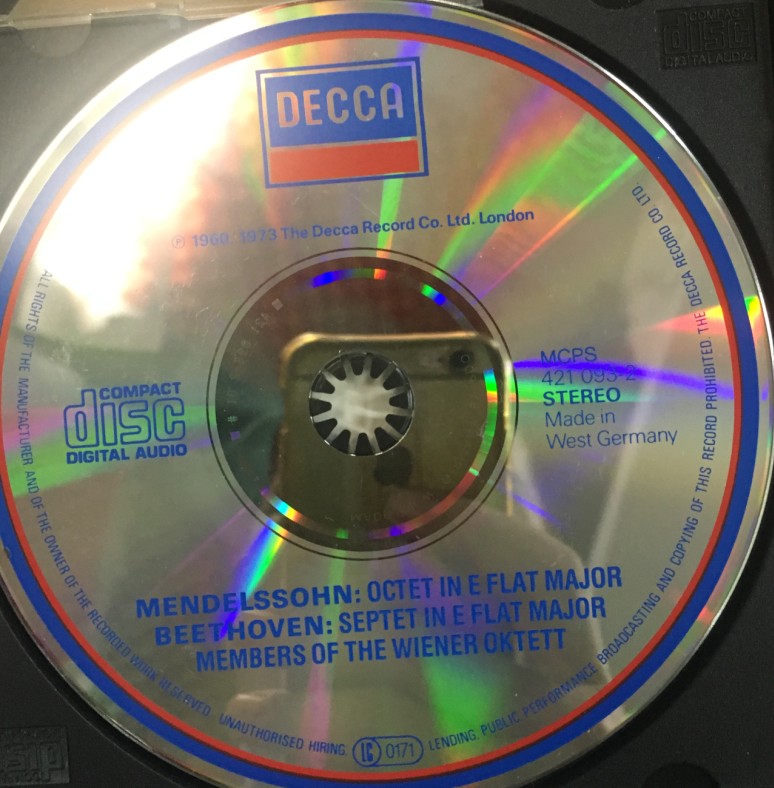 DECCA
℗ 1960, 1973 The Decca Record Co. Ltd. London
MCPS
421 093-2
STEREO
Made in
West Germany
COMPACT
disc
DIGITAL AUDIO
MENDELSSOHN: OCTET IN E FLAT MAJOR
BEETHOVEN: SEPTET IN E FLAT MAJOR
MEMBERS OF THE WIENER OKTETT
ALL RIGHTS OF THE MANUFACTURER AND OF THE OWNER OF THE RECORDED WORK RESERVED. UNAUTHORISED HIRING, LC 0171 LENDING, PUBLIC PERFORMANCE, BROADCASTING AND COPYING OF THIS RECORD PROHIBITED. THE DECCA RECORD CO. LTD.
COMPACT
disc
DIGITAL AUDIO